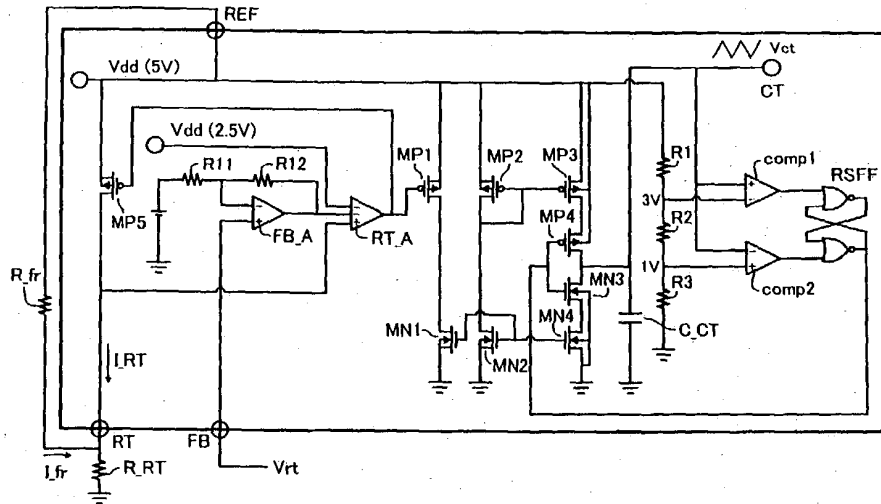 REF
Vdd (5V)
Vct
CT
Vdd (2.5V)
R11
R12
MP1
MP2
MP3
R1
comp1
RSFF
MP5
FB_A
RT_A
MP4
3V
R2
R_fr
1V
MN3
R3
comp2
MN1
MN2
MN4
C_CT
I_RT
RT
FB
I_fr
R_RT
Vrt